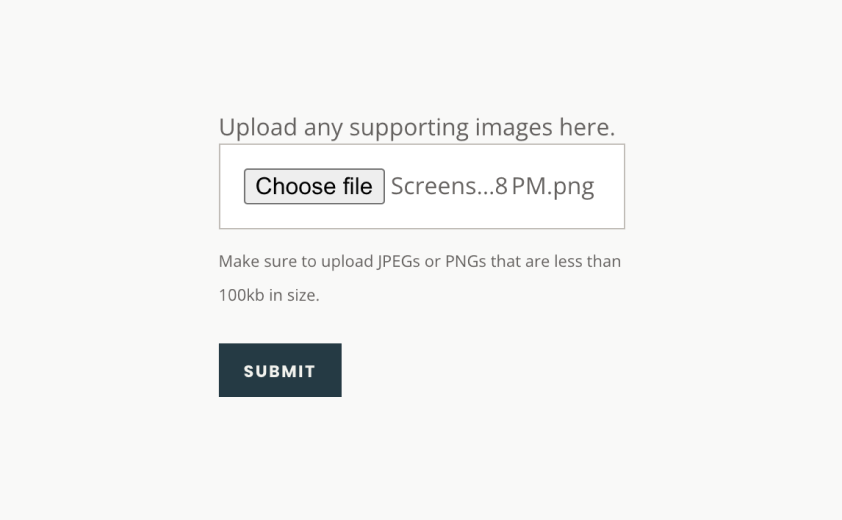 Upload any supporting images here.
Choose file Screens...8 PM.png
Make sure to upload JPEGs or PNGs that are less than
100kb in size.
SUBMIT